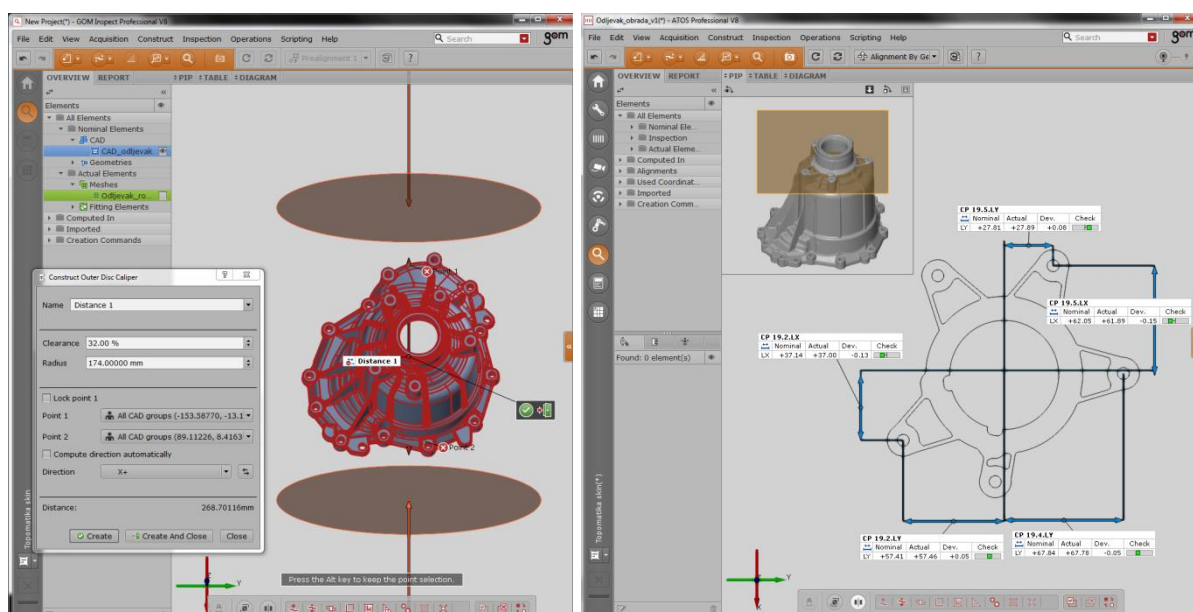 New Project(*) - GOM Inspect Professional V8
File Edit View Acquisition Construct Inspection Operations Scripting Help
Search
gom
Prealignment 1
OVERVIEW REPORT
PIP TABLE DIAGRAM
Elements
All Elements
Nominal Elements
CAD
CAD_odljevak
Geometries
Actual Elements
Meshes
Odljevak_ro...
Fitting Elements
Computed In
Imported
Creation Commands
Construct Outer Disc Caliper
Name Distance 1
Clearance 32.00 %
Radius 174.00000 mm
Lock point 1
Point 1 All CAD groups (-153.58770, -13.1
Point 2 All CAD groups (89.11226, 8.4163
Compute direction automatically
Direction X+
Distance: 268.70116mm
Create Create And Close Close
Point 1
Distance 1
Point 2
Topomatika skin
Y
Press the Alt key to keep the point selection.
Odljevak_obrada_v1(*) - ATOS Professional V8
File Edit View Acquisition Construct Inspection Operations Scripting Help
Search
gom
Alignment By Ge
OVERVIEW REPORT
PIP TABLE DIAGRAM
Elements
All Elements
Nominal Ele...
Inspection
Actual Eleme...
Computed In
Alignments
Used Coordinat...
Imported
Creation Comm...
Found: 0 element(s)
CP 19.5.LY
Nominal Actual Dev. Check
LY +27.81 +27.89 +0.08
CP 19.5.LX
Nominal Actual Dev. Check
LX +62.05 +61.89 -0.15
CP 19.2.LX
Nominal Actual Dev. Check
LX +37.14 +37.00 -0.13
CP 19.2.LY
Nominal Actual Dev. Check
LY +57.41 +57.46 +0.05
CP 19.4.LY
Nominal Actual Dev. Check
LY +67.84 +67.78 -0.05
Topomatika skin(*)
Y
X